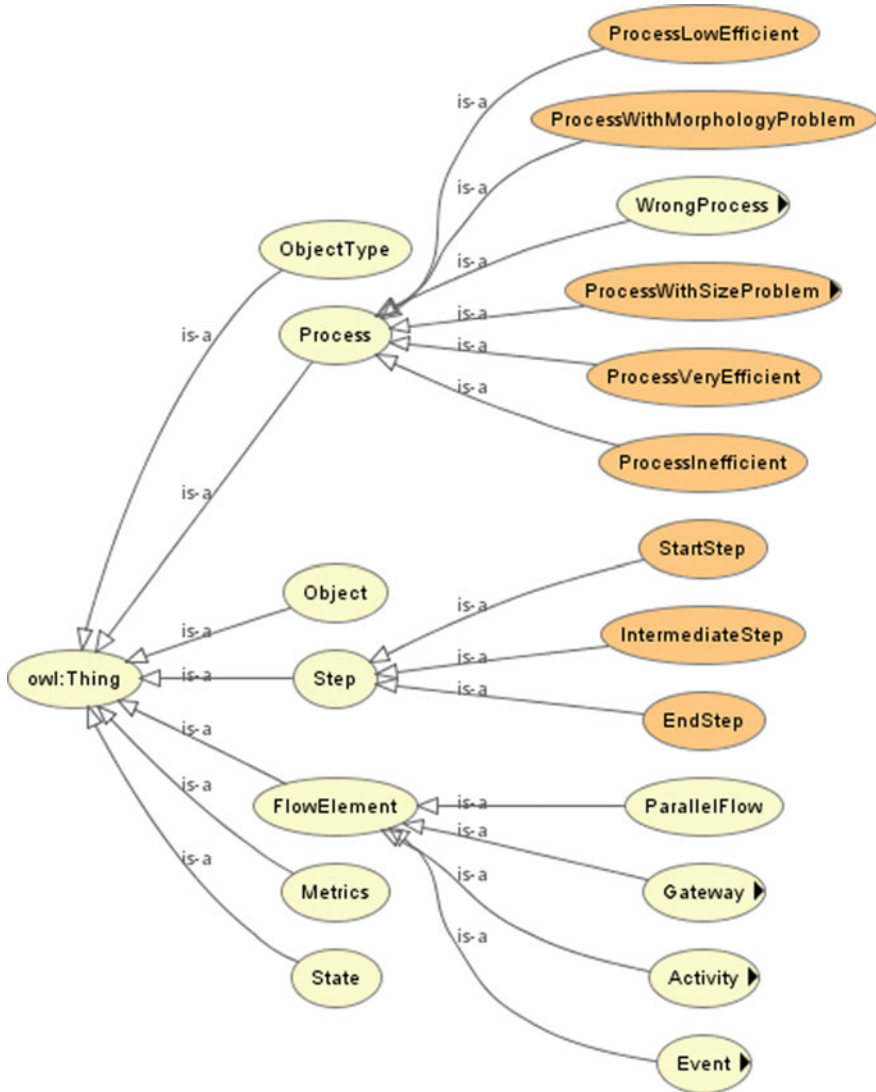 ProcessLowEfficient
is-a
ProcessWithMorphologyProblem
is-a
WrongProcess
ObjectType
is-a
ProcessWithSizeProblem
is-a
is-a
Process
is-a
ProcessVeryEfficient
is-a
ProcessInefficient
is-a
StartStep
Object
is-a
is-a
IntermediateStep
is-a
owl:Thing
is-a
Step
is-a
EndStep
is-a
FlowElement
is-a
ParallelFlow
is-a
is-a
Metrics
Gateway
is-a
is-a
is-a
State
Activity
Event